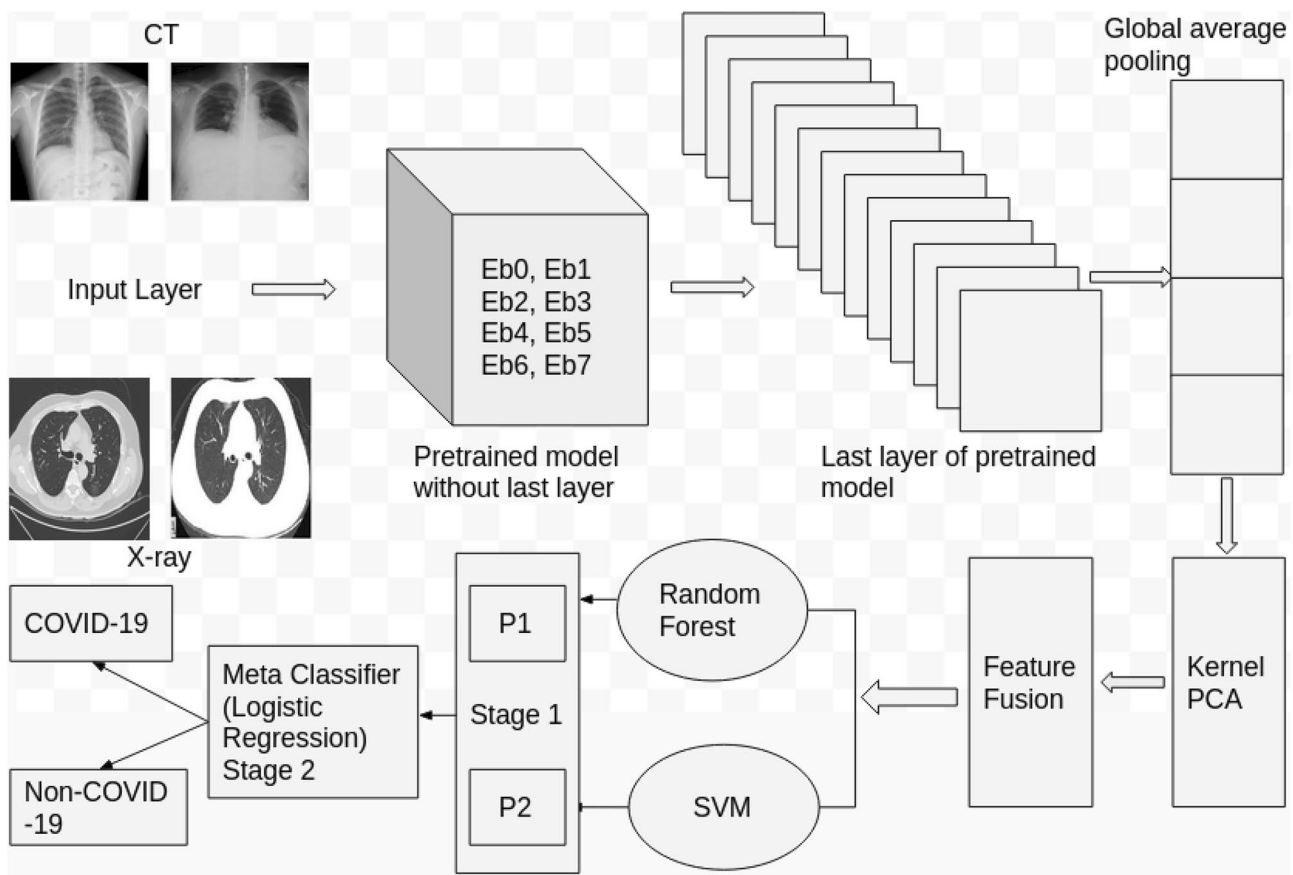 CT
Global average
pooling
Input Layer
Eb0, Eb1
Eb2, Eb3
Eb4, Eb5
Eb6, Eb7
Pretrained model
without last layer
Last layer of pretrained
model
X-ray
COVID-19
Non-COVID
-19
Meta Classifier
(Logistic
Regression)
Stage 2
P1
Stage 1
P2
Random
Forest
SVM
Feature
Fusion
Kernel
PCA